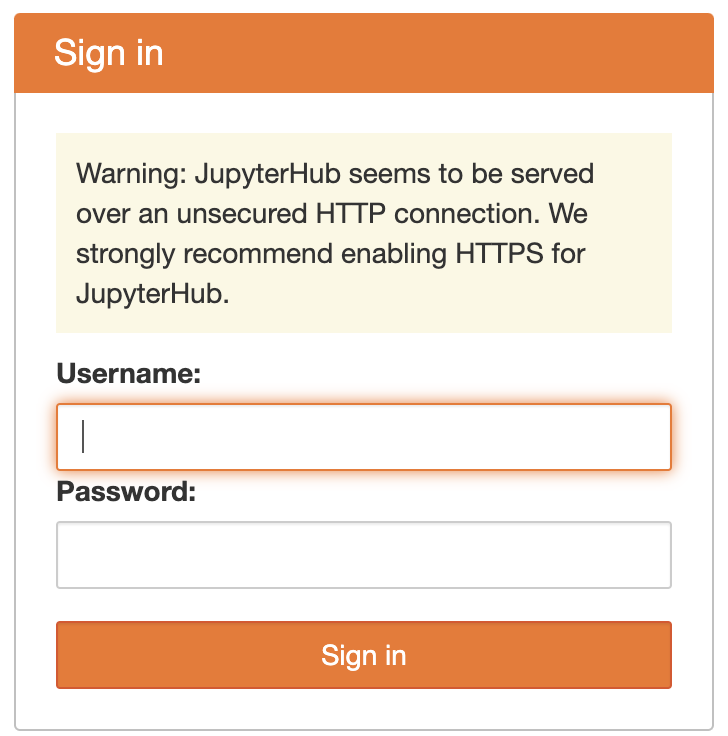 Sign in
Warning: JupyterHub seems to be served
over an unsecured HTTP connection. We
strongly recommend enabling HTTPS for
JupyterHub.
Username:
Password:
Sign in